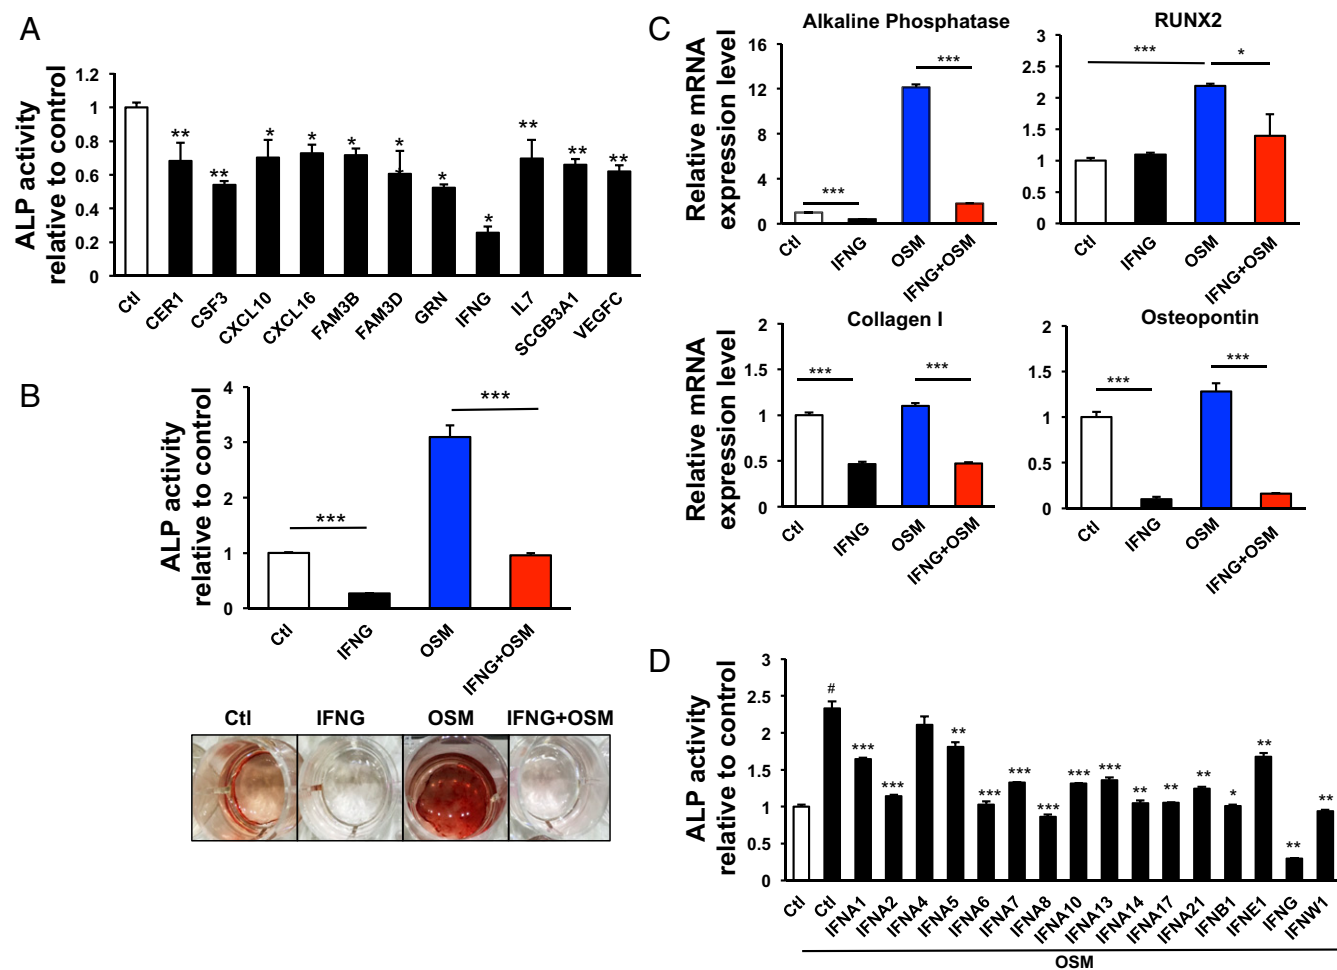 A
ALP activity
relative to control
1.2
1
0.8
0.6
0.4
0.2
0
**
**
*
*
*
*
*
*
**
**
**
Ctl
CER1
CSF3
CXCL10
CXCL16
FAM3B
FAM3D
GRN
IFNG
IL7
SCGB3A1
VEGFC
B
ALP activity
relative to control
4
3
2
1
0
***
***
Ctl
IFNG
OSM
IFNG+OSM
Ctl IFNG OSM IFNG+OSM
C
Alkaline Phosphatase
Relative mRNA
expression level
16
12
8
4
0
***
***
Ctl
IFNG
OSM
IFNG+OSM
RUNX2
3
2.5
2
1.5
1
0.5
0
***
*
Ctl
IFNG
OSM
IFNG+OSM
Collagen I
Relative mRNA
expression level
2
1.5
1
0.5
0
***
***
Ctl
IFNG
OSM
IFNG+OSM
Osteopontin
2
1.5
1
0.5
0
***
***
Ctl
IFNG
OSM
IFNG+OSM
D
ALP activity
relative to control
3
2.5
2
1.5
1
0.5
0
#
***
***
**
***
***
***
***
***
**
**
**
*
**
**
**
Ctl
Ctl
IFNA1
IFNA2
IFNA4
IFNA5
IFNA6
IFNA7
IFNA8
IFNA10
IFNA13
IFNA14
IFNA17
IFNA21
IFNB1
IFNE1
IFNG
IFNW1
OSM